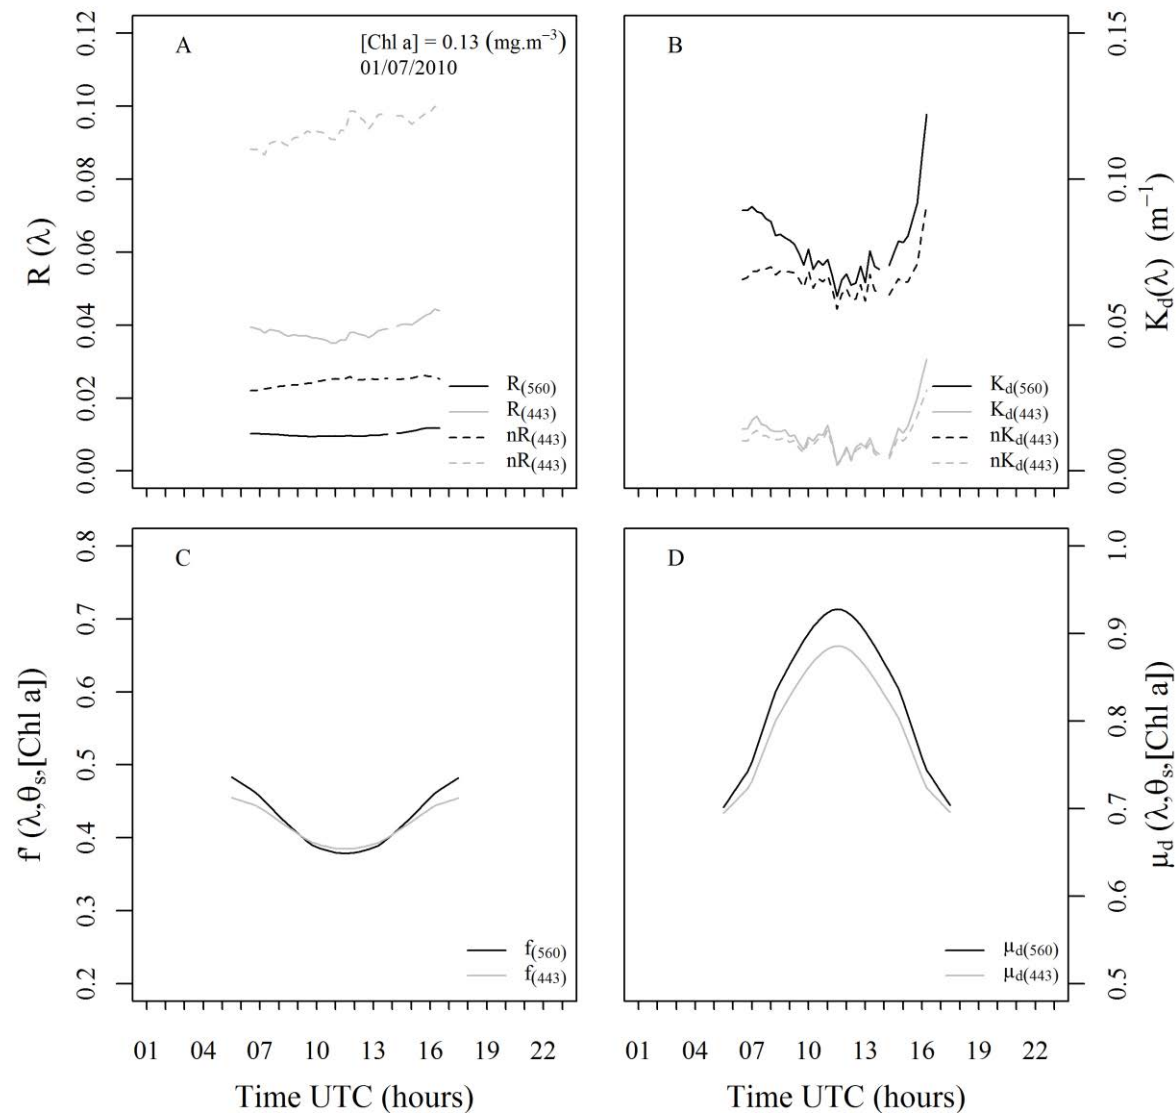 A
[Chl a] = 0.13 (mg.m⁻³)
01/07/2010
0.12
0.10
0.08
0.06
0.04
0.02
0.00
R (λ)
R(560)
R(443)
nR(443)
nR(443)
B
0.15
0.10
0.05
0.00
Kd(λ) (m⁻¹)
Kd(560)
Kd(443)
nKd(443)
nKd(443)
C
0.8
0.7
0.6
0.5
0.4
0.3
0.2
f' (λ,θs,[Chl a])
f(560)
f(443)
01 04 07 10 13 16 19 22
Time UTC (hours)
D
1.0
0.9
0.8
0.7
0.6
0.5
μd (λ,θs,[Chl a])
μd(560)
μd(443)
01 04 07 10 13 16 19 22
Time UTC (hours)